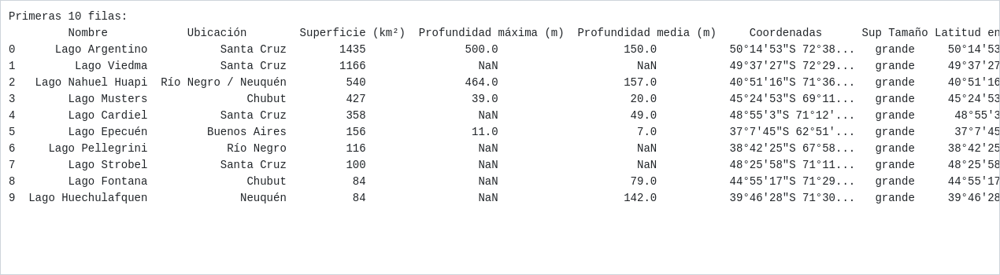 Primeras 10 filas:
Nombre Ubicación Superficie (km²) Profundidad máxima (m) Profundidad media (m) Coordenadas Sup Tamaño Latitud en
0 Lago Argentino Santa Cruz 1435 500.0 150.0 50°14'53"S 72°38... grande 50°14'53
1 Lago Viedma Santa Cruz 1166 NaN NaN 49°37'27"S 72°29... grande 49°37'27
2 Lago Nahuel Huapi Río Negro / Neuquén 540 464.0 157.0 40°51'16"S 71°36... grande 40°51'16
3 Lago Musters Chubut 427 39.0 20.0 45°24'53"S 69°11... grande 45°24'53
4 Lago Cardiel Santa Cruz 358 NaN 49.0 48°55'3"S 71°12'... grande 48°55'3
5 Lago Epecuén Buenos Aires 156 11.0 7.0 37°7'45"S 62°51'... grande 37°7'45
6 Lago Pellegrini Río Negro 116 NaN NaN 38°42'25"S 67°58... grande 38°42'25
7 Lago Strobel Santa Cruz 100 NaN NaN 48°25'58"S 71°11... grande 48°25'58
8 Lago Fontana Chubut 84 NaN 79.0 44°55'17"S 71°29... grande 44°55'17
9 Lago Huechulafquen Neuquén 84 NaN 142.0 39°46'28"S 71°30... grande 39°46'28